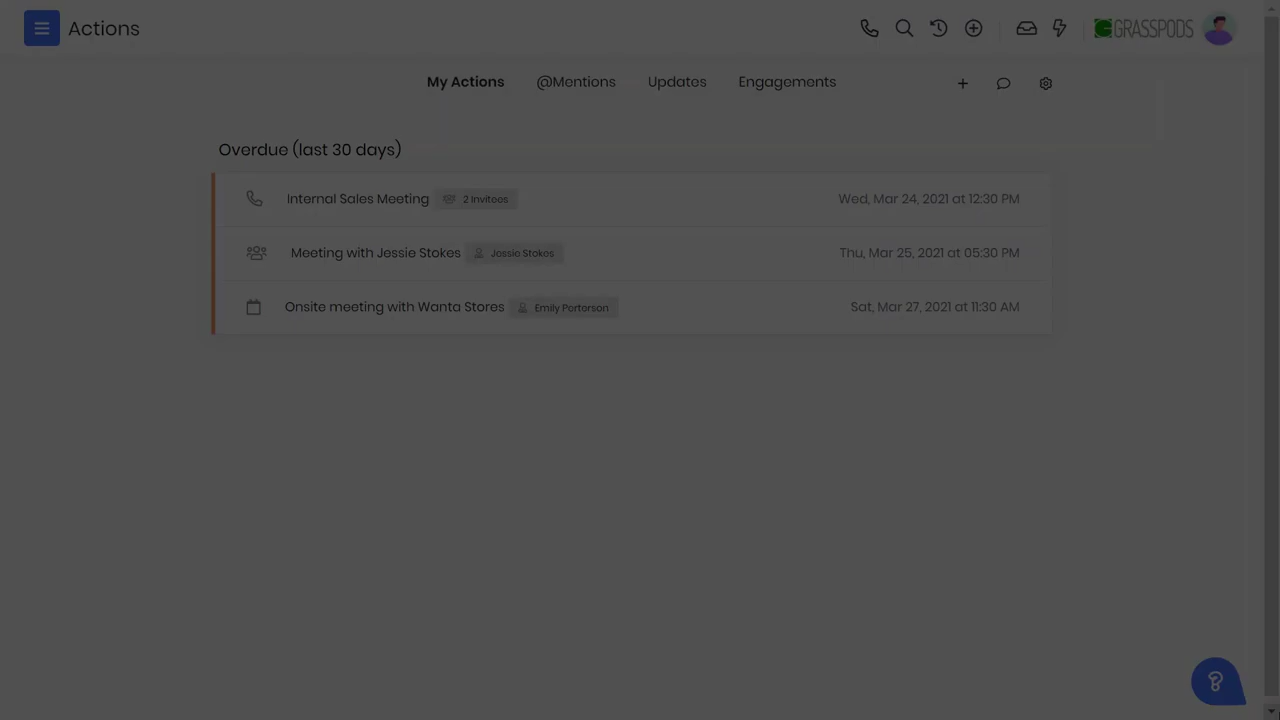 Actions
GRASSPODS
My Actions @Mentions Updates Engagements
Overdue (last 30 days)
Internal Sales Meeting 2 Invitees Wed, Mar 24, 2021 at 12:30 PM
Meeting with Jessie Stokes Jessie Stokes Thu, Mar 25, 2021 at 05:30 PM
Onsite meeting with Wanta Stores Emily Perterson Sat, Mar 27, 2021 at 11:30 AM